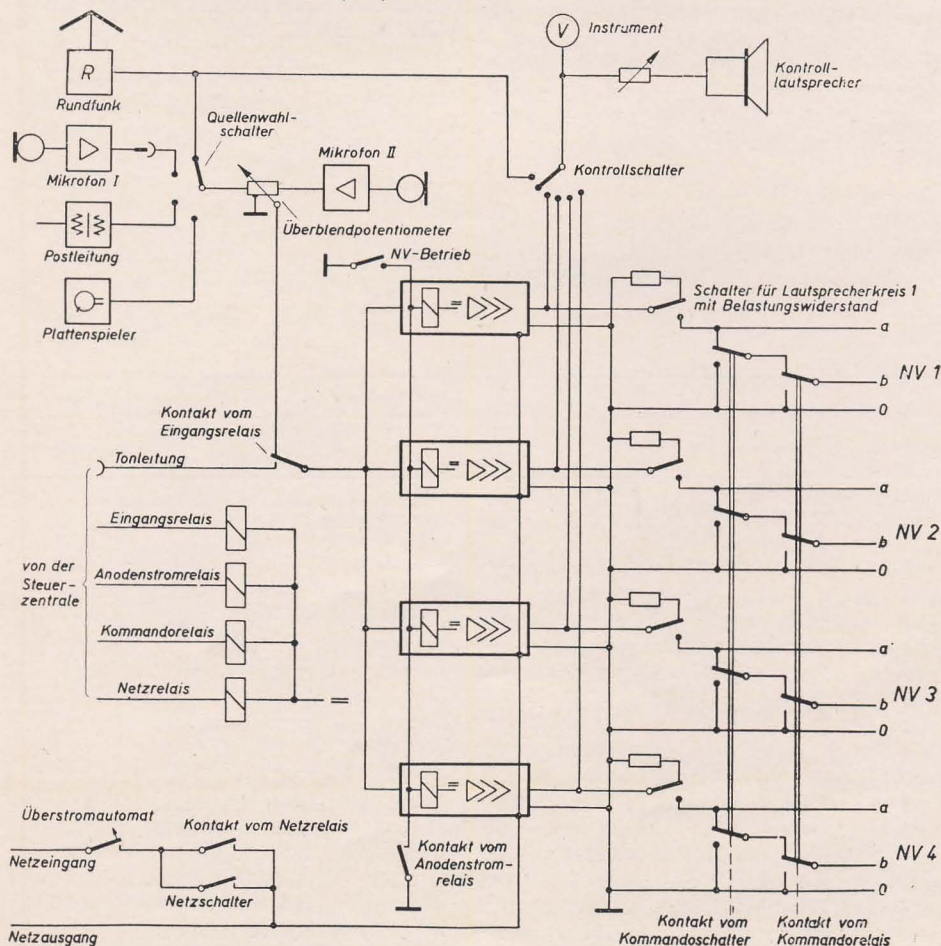 V
Instrument
Kontroll-
lautsprecher
R
Rundfunk
Quellenwahl-
schalter
Mikrofon I
Mikrofon II
Kontrollschalter
Überblendpotentiometer
Postleitung
NV-Betrieb
Plattenspieler
Schalter für Lautsprecherkreis 1
mit Belastungswiderstand
a
b
NV 1
0
Kontakt vom
Eingangsrelais
Tonleitung
a
b
NV 2
0
Eingangsrelais
von der
Steuer-
zentrale
Anodenstromrelais
Kommandorelais
Netzrelais
a
b
NV 3
0
Überstromautomat
Kontakt vom Netzrelais
Netzeingang
Netzschalter
Netzausgang
Kontakt vom
Anodenstrom-
relais
a
b
NV 4
0
Kontakt vom
Kommandoschalter
Kontakt vom
Kommandorelais